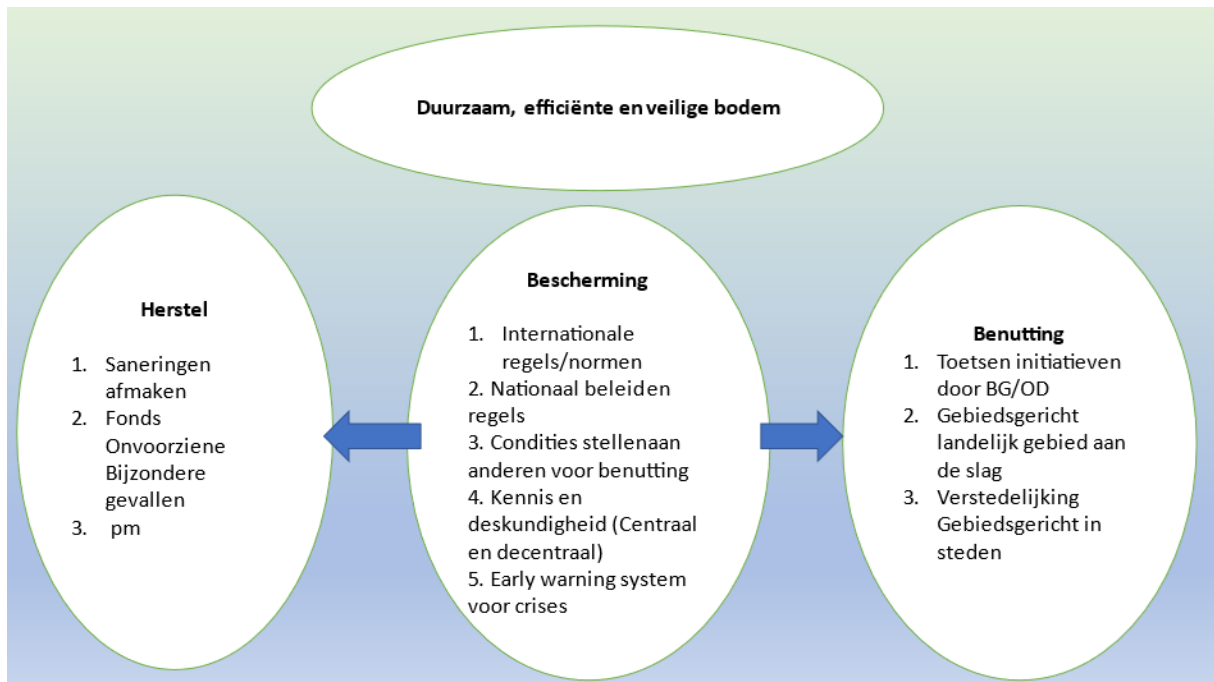 Duurzaam, efficiënte en veilige bodem
Herstel
1. Saneringen
afmaken
2. Fonds
Onvoorziene
Bijzondere
gevallen
3. pm
Bescherming
1. Internationale
regels/normen
2. Nationaal beleid en
regels
3. Condities stellenaan
anderen voor benutting
4. Kennis en
deskundigheid (Centraal
en decentraal)
5. Early warning system
voor crises
Benutting
1. Toetsen initiatieven
door BG/OD
2. Gebiedsgericht
landelijk gebied aan
de slag
3. Verstedelijking
Gebiedsgericht in
steden